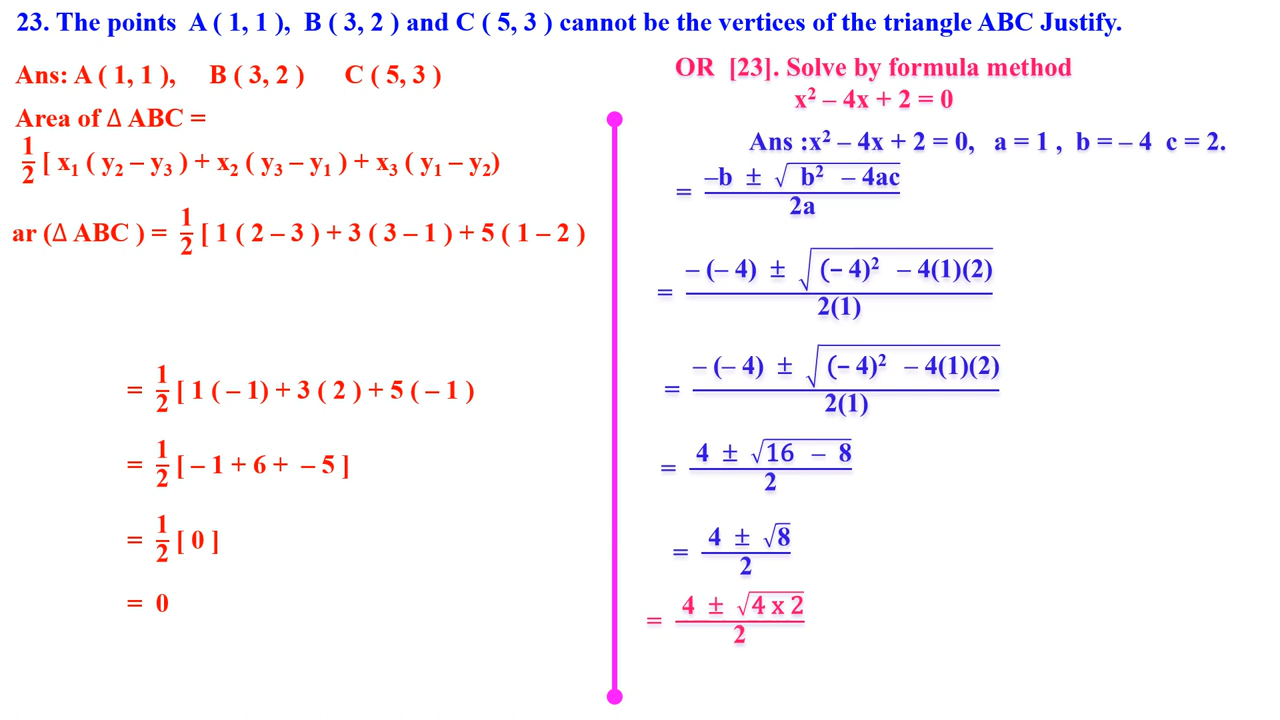 23. The points A ( 1, 1 ), B ( 3, 2 ) and C ( 5, 3 ) cannot be the vertices of the triangle ABC Justify.
Ans: A ( 1, 1 ), B ( 3, 2 ) C ( 5, 3 )
Area of Δ ABC =
1/2 [ x₁ ( y₂ – y₃ ) + x₂ ( y₃ – y₁ ) + x₃ ( y₁ – y₂)
ar (Δ ABC ) = 1/2 [ 1 ( 2 – 3 ) + 3 ( 3 – 1 ) + 5 ( 1 – 2 )
= 1/2 [ 1 ( – 1) + 3 ( 2 ) + 5 ( – 1 )
= 1/2 [ – 1 + 6 + – 5 ]
= 1/2 [ 0 ]
= 0
OR [23]. Solve by formula method
x² – 4x + 2 = 0
Ans :x² – 4x + 2 = 0, a = 1 , b = – 4 c = 2.
= (–b ± √(b² – 4ac))/2a
= (– (– 4) ± √((– 4)² – 4(1)(2)))/2(1)
= (– (– 4) ± √((– 4)² – 4(1)(2)))/2(1)
= (4 ± √(16 – 8))/2
= (4 ± √8)/2
= (4 ± √(4 x 2))/2